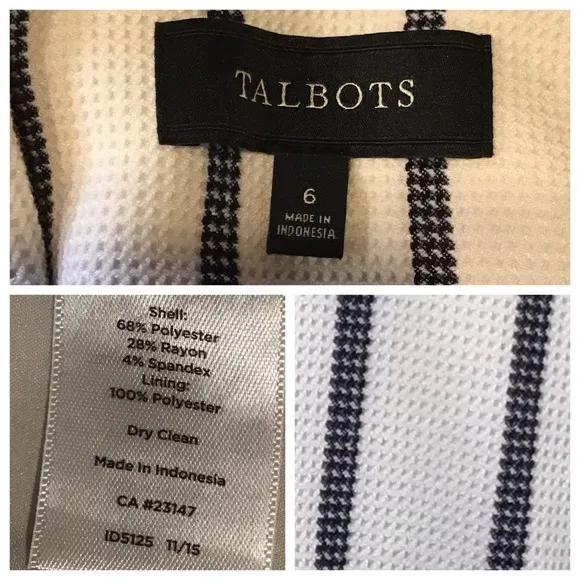 TALBOTS
6
MADE IN
INDONESIA
Shell:
68% Polyester
28% Rayon
4% Spandex
Lining:
100% Polyester
Dry Clean
Made In Indonesia
CA #23147
ID5125 11/15